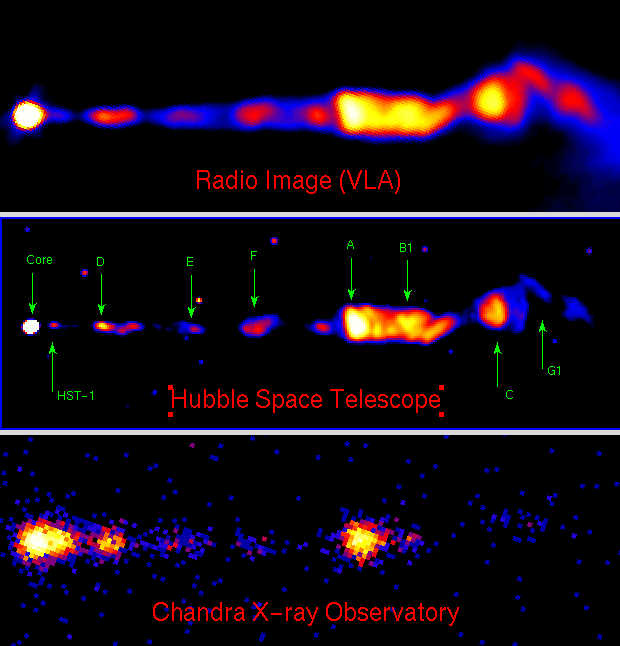 Radio Image (VLA)
Core
D
E
F
A
B1
HST-1
C
G1
Hubble Space Telescope
Chandra X-ray Observatory